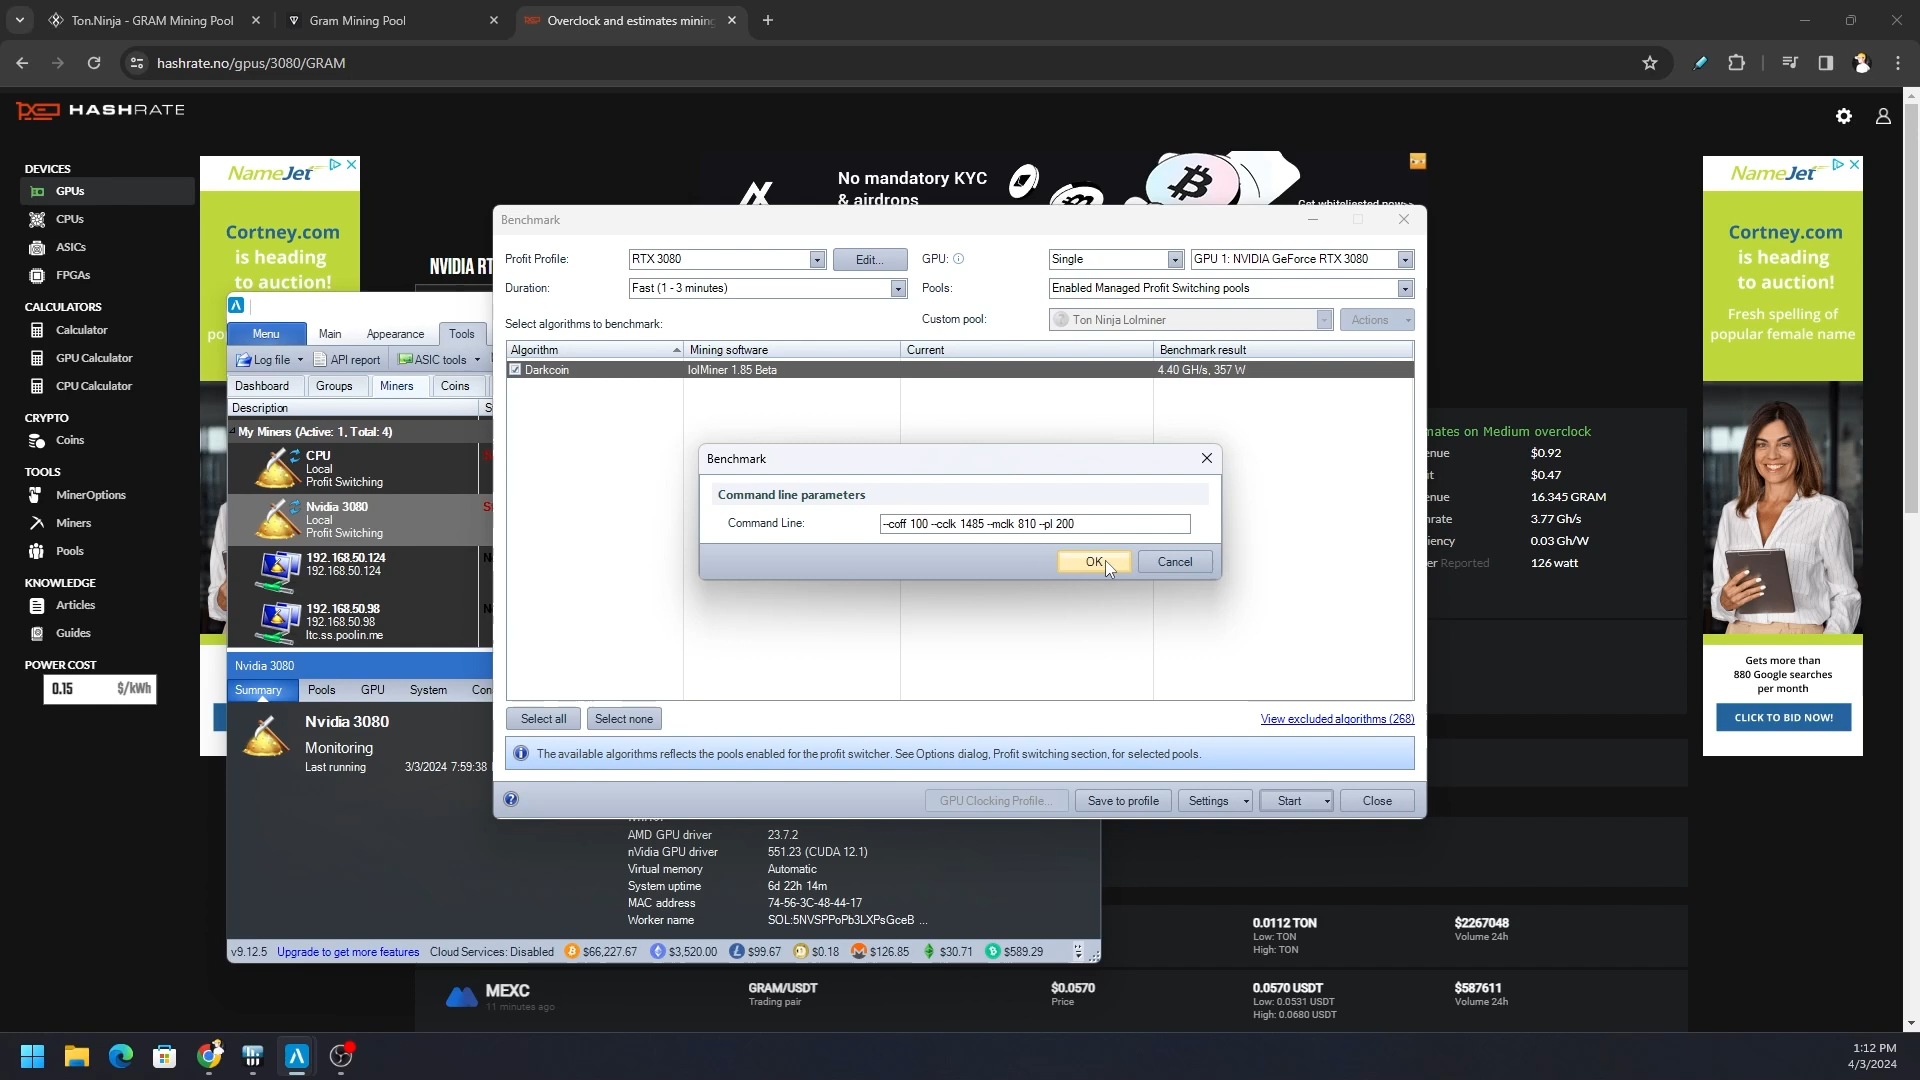 Ton.Ninja - GRAM Mining Pool
Gram Mining Pool
Overclock and estimates mining
hashrate.no/gpus/3080/GRAM
HASHRATE
DEVICES
GPUs
CPUs
ASICs
FPGAs
CALCULATORS
Calculator
GPU Calculator
CPU Calculator
CRYPTO
Coins
TOOLS
MinerOptions
Miners
Pools
KNOWLEDGE
Articles
Guides
POWER COST
0.15 $/kWh
NameJet
Cortney.com
is heading
to auction!
No mandatory KYC
& airdrops
Get whitelisted now>>
NVIDIA RT
Menu Main Appearance Tools
Log file API report ASIC tools
Dashboard Groups Miners Coins
Description
My Miners (Active: 1, Total: 4)
CPU
Local
Profit Switching
Nvidia 3080
Local
Profit Switching
192.168.50.124
192.168.50.124
192.168.50.98
192.168.50.98
ltc.ss.poolin.me
Nvidia 3080
Summary Pools GPU System Con
Nvidia 3080
Monitoring
Last running 3/3/2024 7:59:38
AMD GPU driver 23.7.2
nVidia GPU driver 551.23 (CUDA 12.1)
Virtual memory Automatic
System uptime 6d 22h 14m
MAC address 74-56-3C-48-44-17
Worker name SOL:5NVSPPoPb3LXPsGceB ...
v9.12.5 Upgrade to get more features Cloud Services: Disabled $66,227.67 $3,520.00 $99.67 $0.18 $126.85 $30.71 $589.29
Benchmark
Profit Profile: RTX 3080 Edit... GPU: Single GPU 1: NVIDIA GeForce RTX 3080
Duration: Fast (1 - 3 minutes) Pools: Enabled Managed Profit Switching pools
Select algorithms to benchmark: Custom pool: Ton Ninja Lolminer Actions
Algorithm Mining software Current Benchmark result
Darkcoin lolMiner 1.85 Beta 4.40 GH/s, 357 W
Benchmark
Command line parameters
Command Line: --coff 100 --cclk 1485 --mclk 810 --pl 200
OK Cancel
Select all Select none View excluded algorithms (268)
The available algorithms reflects the pools enabled for the profit switcher. See Options dialog, Profit switching section, for selected pools.
GPU Clocking Profile... Save to profile Settings Start Close
mates on Medium overclock
enue $0.92
it $0.47
enue 16.345 GRAM
hrate 3.77 Gh/s
iency 0.03 Gh/W
er Reported 126 watt
0.0112 TON
Low: TON
High: TON
$2267048
Volume 24h
MEXC
11 minutes ago
GRAM/USDT
Trading pair
$0.0570
Price
0.0570 USDT
Low: 0.0531 USDT
High: 0.0680 USDT
$587611
Volume 24h
NameJet
Cortney.com
is heading
to auction!
Fresh spelling of
popular female name
Gets more than
880 Google searches
per month
CLICK TO BID NOW!
1:12 PM
4/3/2024